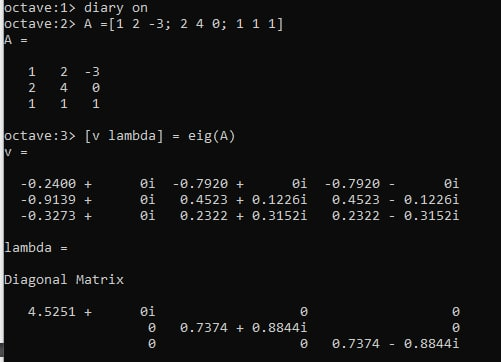 octave:1> diary on
octave:2> A =[1 2 -3; 2 4 0; 1 1 1]
A =
1 2 -3
2 4 0
1 1 1
octave:3> [v lambda] = eig(A)
v =
-0.2400 + 0i -0.7920 + 0i -0.7920 - 0i
-0.9139 + 0i 0.4523 + 0.1226i 0.4523 - 0.1226i
-0.3273 + 0i 0.2322 + 0.3152i 0.2322 - 0.3152i
lambda =
Diagonal Matrix
4.5251 + 0i 0 0
0 0.7374 + 0.8844i 0
0 0 0.7374 - 0.8844i